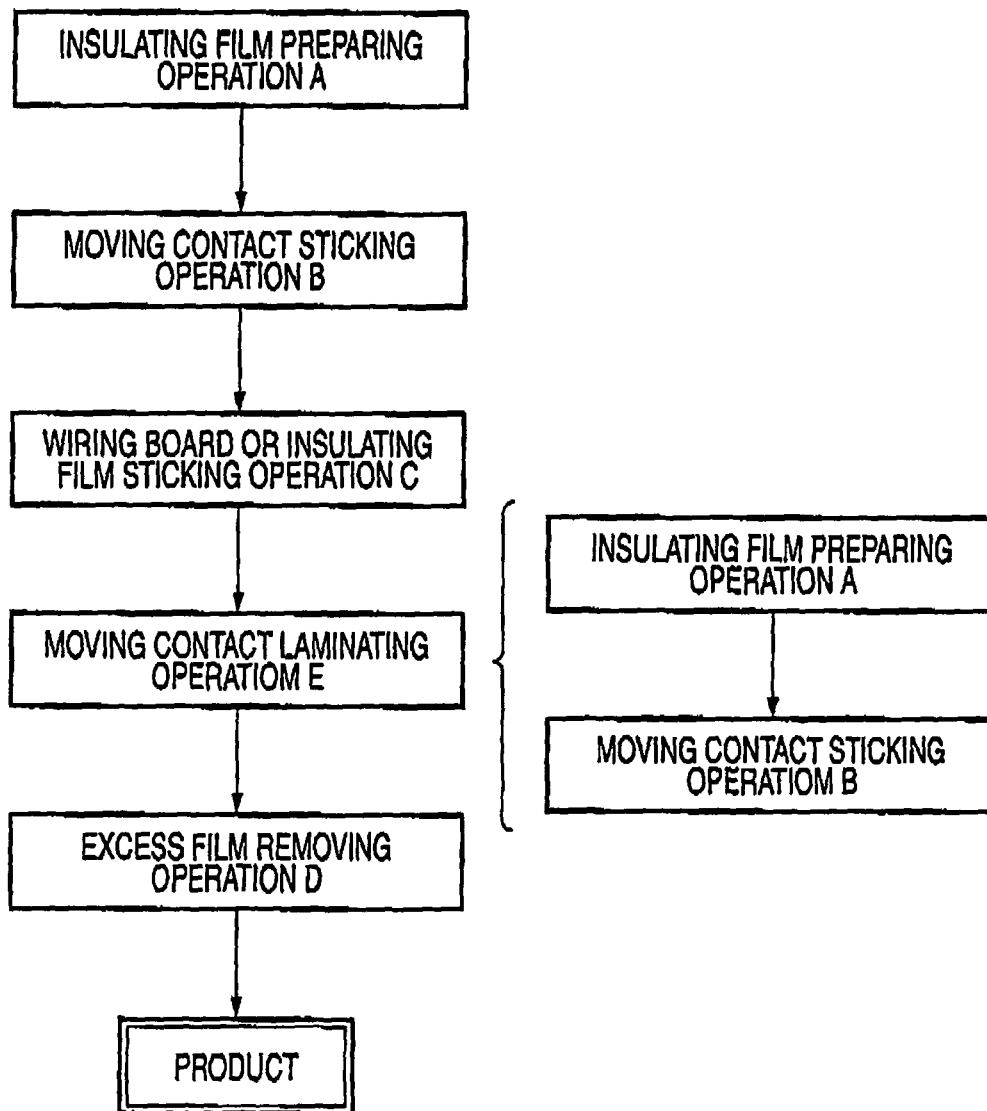 INSULATING FILM PREPARING
OPERATION A
MOVING CONTACT STICKING
OPERATION B
WIRING BOARD OR INSULATING
FILM STICKING OPERATION C
MOVING CONTACT LAMINATING
OPERATIOM E
EXCESS FILM REMOVING
OPERATION D
PRODUCT
INSULATING FILM PREPARING
OPERATION A
MOVING CONTACT STICKING
OPERATIOM B